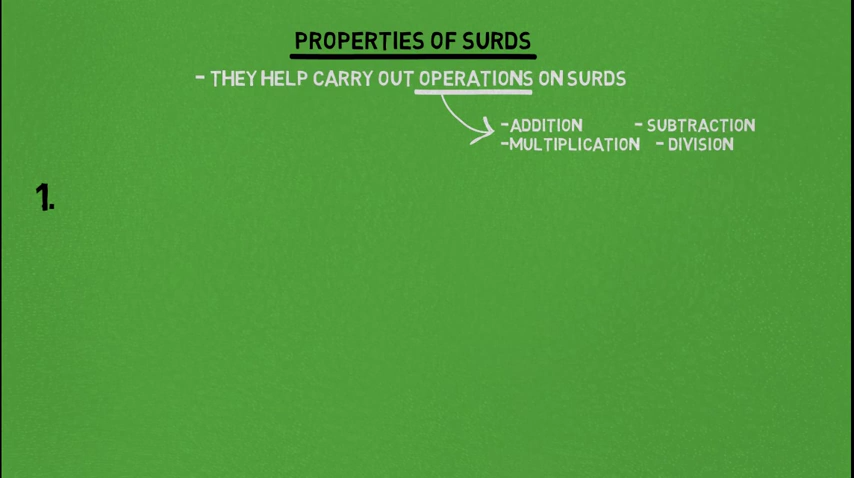 PROPERTIES OF SURDS
- THEY HELP CARRY OUT OPERATIONS ON SURDS
-ADDITION - SUBTRACTION
-MULTIPLICATION - DIVISION
1.